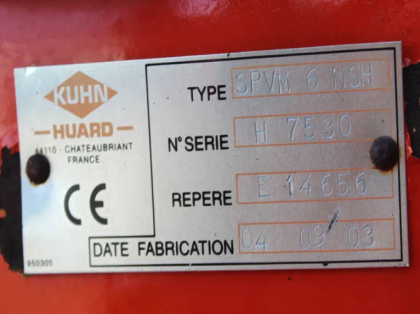 KUHN
HUARD
44110 - CHATEAUBRIANT
FRANCE
CE
950305
TYPE SPVM 6 NSH
N° SERIE H 7530
REPERE E 14656
DATE FABRICATION 04 09 03